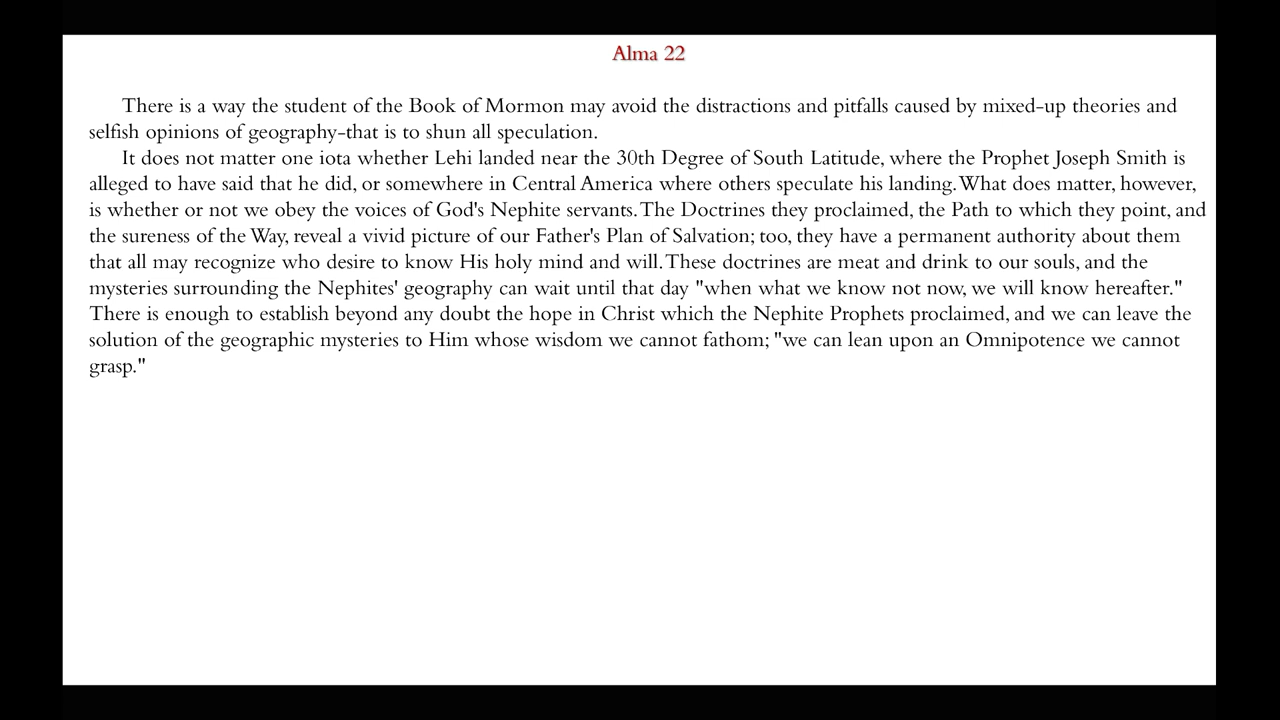 Alma 22
There is a way the student of the Book of Mormon may avoid the distractions and pitfalls caused by mixed-up theories and
selfish opinions of geography-that is to shun all speculation.
It does not matter one iota whether Lehi landed near the 30th Degree of South Latitude, where the Prophet Joseph Smith is
alleged to have said that he did, or somewhere in Central America where others speculate his landing. What does matter, however,
is whether or not we obey the voices of God's Nephite servants. The Doctrines they proclaimed, the Path to which they point, and
the sureness of the Way, reveal a vivid picture of our Father's Plan of Salvation; too, they have a permanent authority about them
that all may recognize who desire to know His holy mind and will. These doctrines are meat and drink to our souls, and the
mysteries surrounding the Nephites' geography can wait until that day "when what we know not now, we will know hereafter."
There is enough to establish beyond any doubt the hope in Christ which the Nephite Prophets proclaimed, and we can leave the
solution of the geographic mysteries to Him whose wisdom we cannot fathom; "we can lean upon an Omnipotence we cannot
grasp."